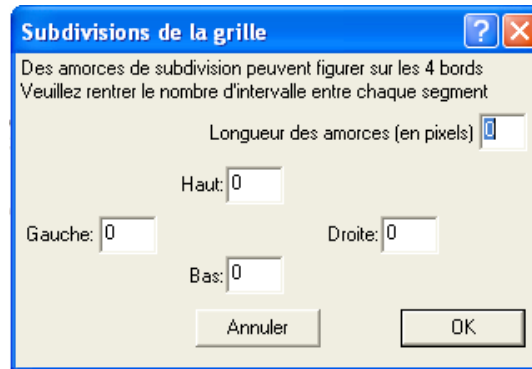 Subdivisions de la grille
Des amorces de subdivision peuvent figurer sur les 4 bords
Veuillez rentrer le nombre d'intervalle entre chaque segment
Longueur des amorces (en pixels) 0
Haut: 0
Gauche: 0 Droite: 0
Bas: 0
Annuler OK